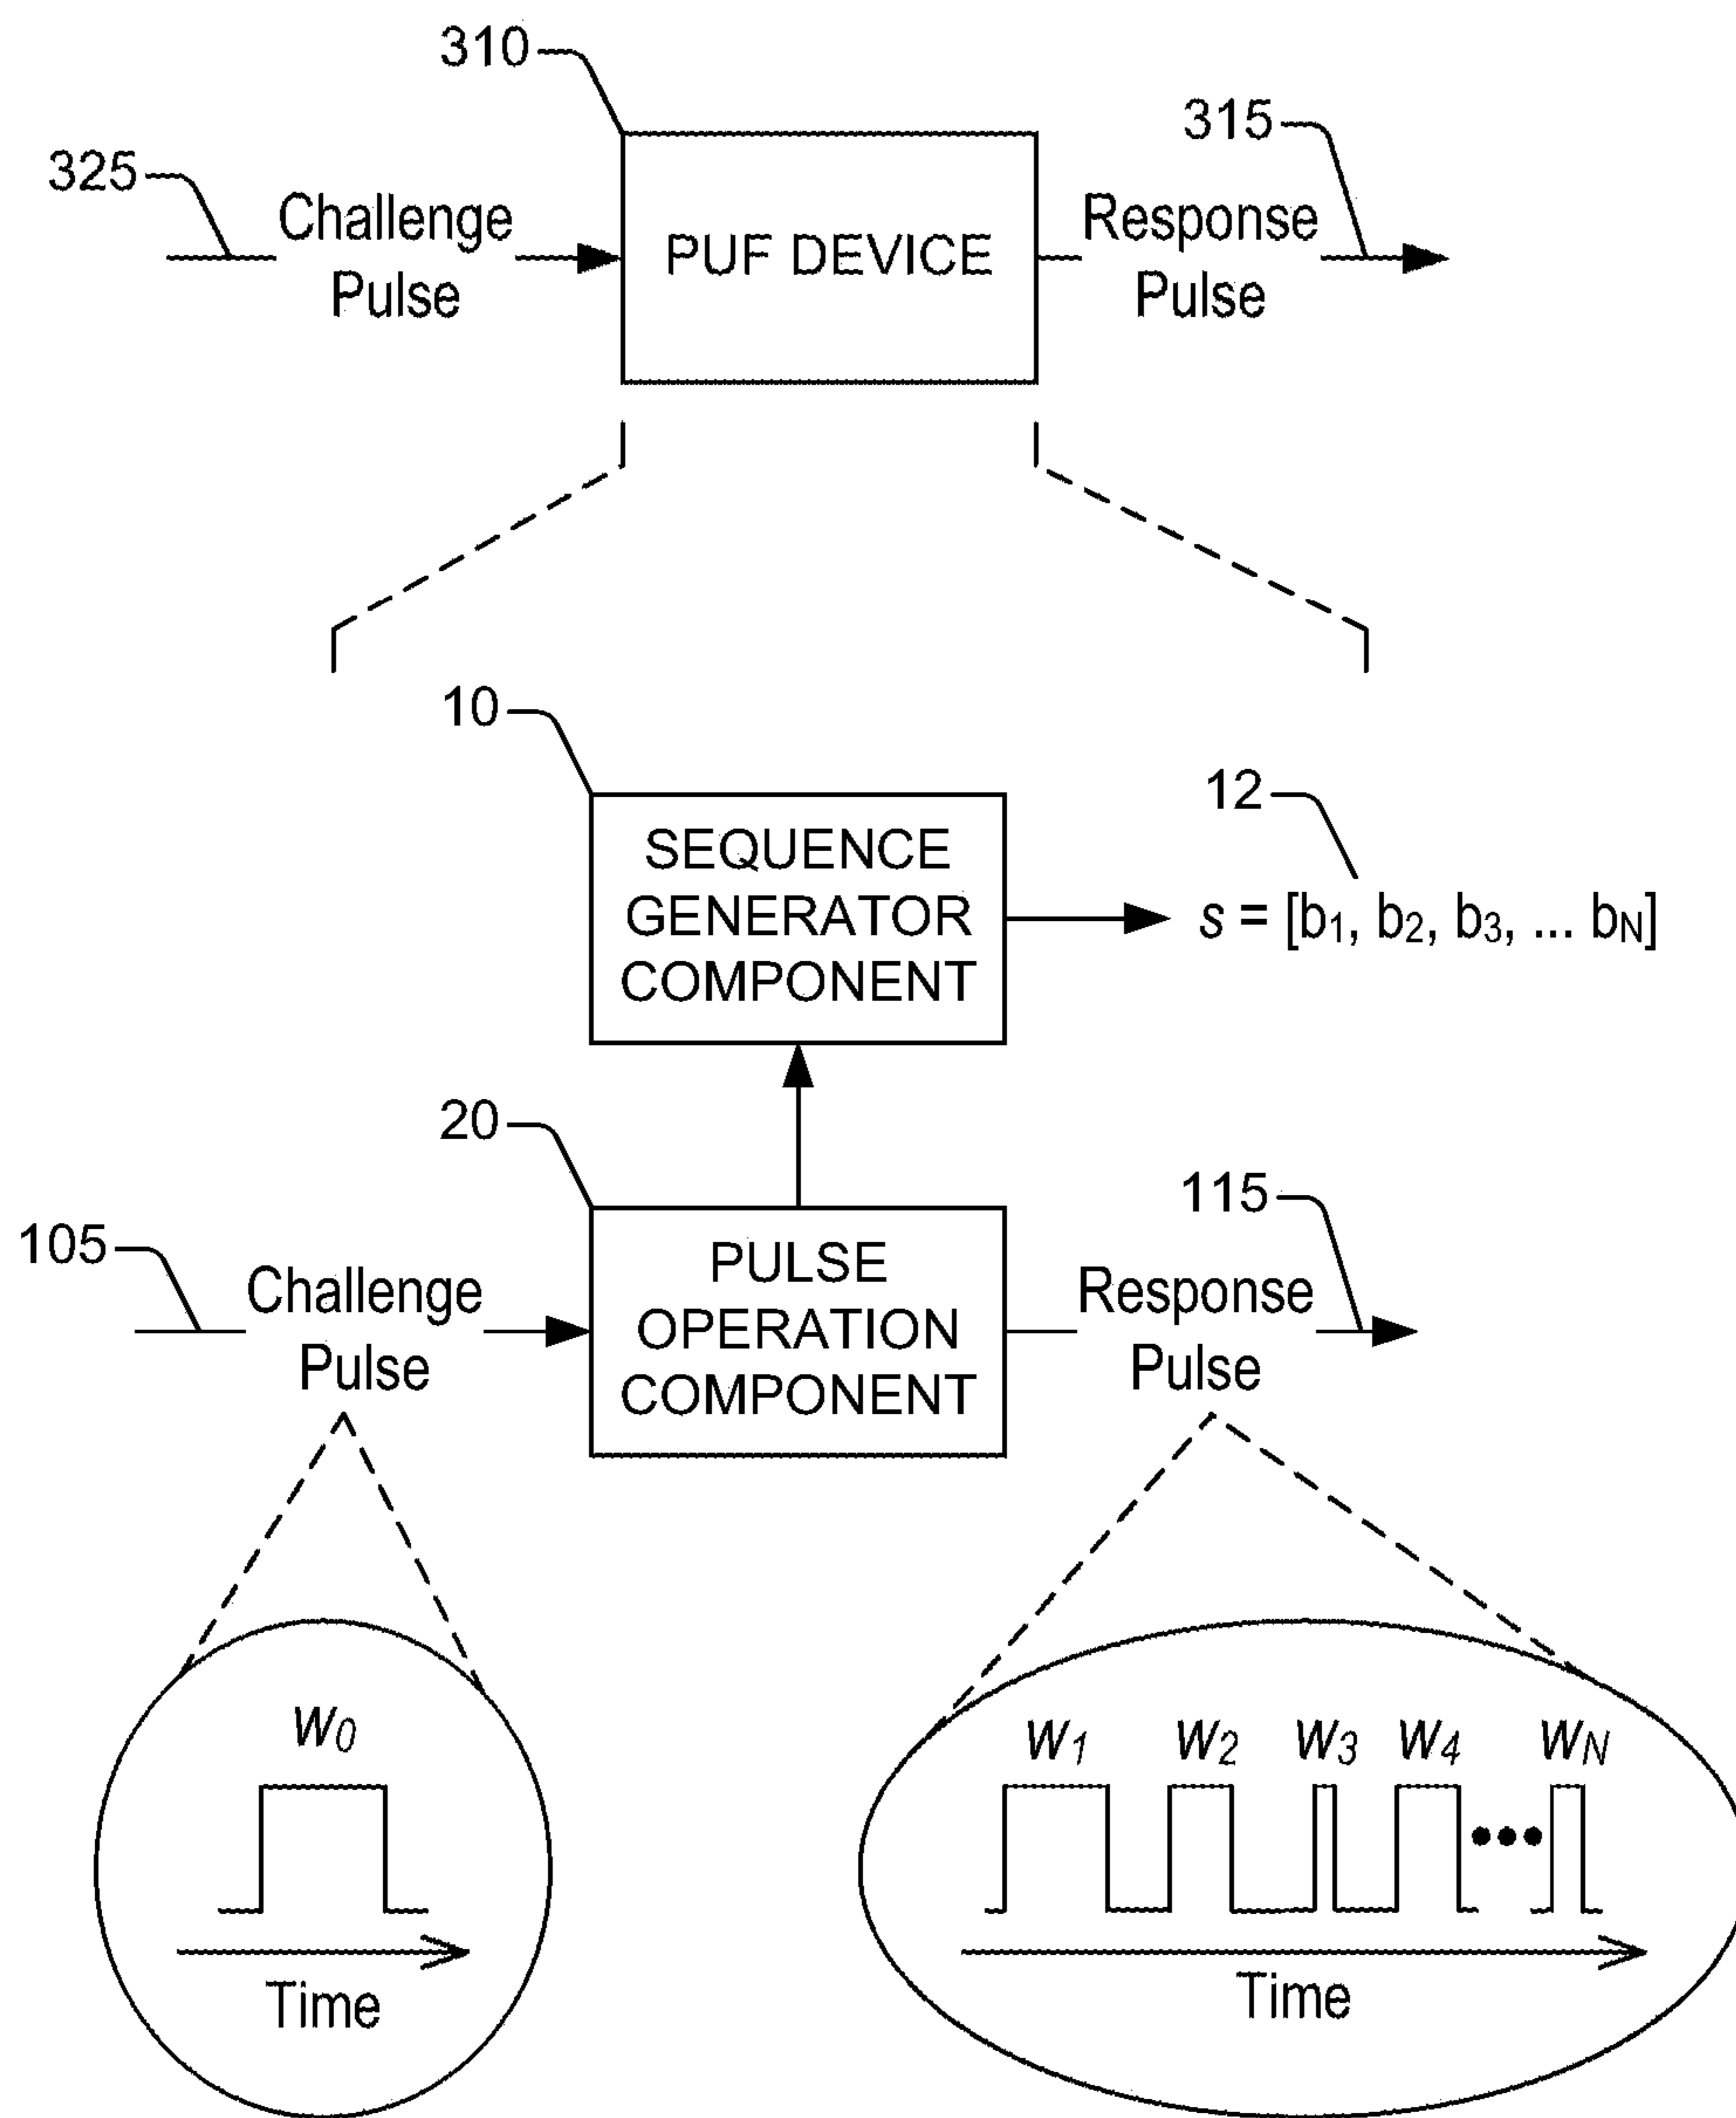 310
315
325
Challenge
Pulse
PUF DEVICE
Response
Pulse
10
12
SEQUENCE
GENERATOR
COMPONENT
s = [b1, b2, b3, ... bN]
20
115
105
Challenge
Pulse
PULSE
OPERATION
COMPONENT
Response
Pulse
W0
W1 W2 W3 W4 WN
Time
Time